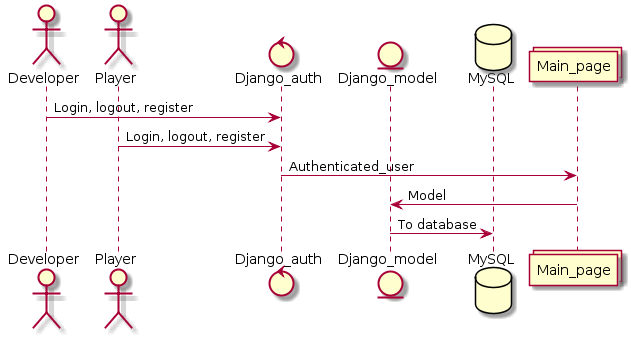 Developer Player Django_auth Django_model MySQL Main_page
Login, logout, register
Login, logout, register
Authenticated_user
Model
To database
Developer Player Django_auth Django_model MySQL Main_page